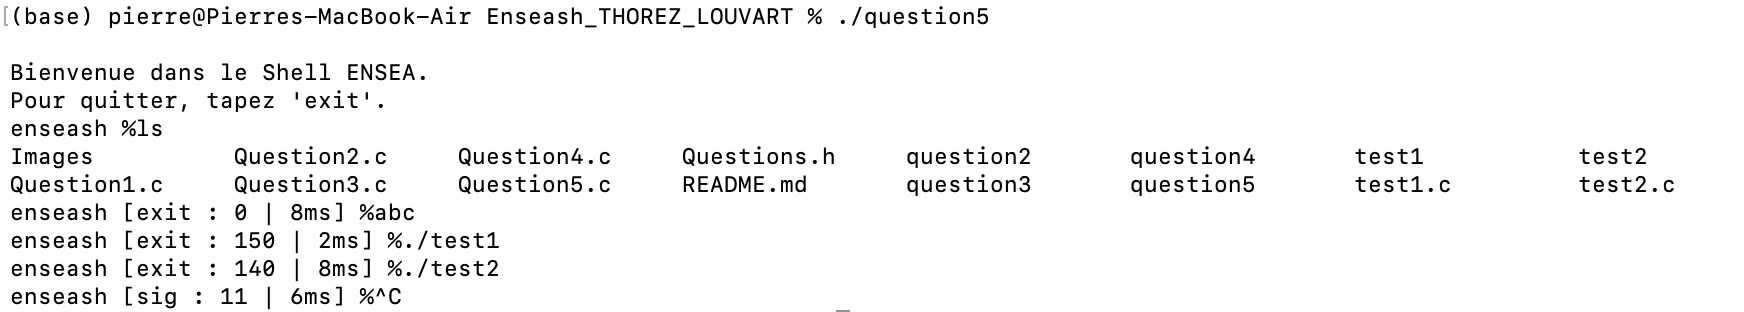 (base) pierre@Pierres-MacBook-Air Enseash_THOREZ_LOUVART % ./question5
Bienvenue dans le Shell ENSEA.
Pour quitter, tapez 'exit'.
enseash %ls
Images Question2.c Question4.c Questions.h question2 question4 test1 test2
Question1.c Question3.c Question5.c README.md question3 question5 test1.c test2.c
enseash [exit : 0 | 8ms] %abc
enseash [exit : 150 | 2ms] %./test1
enseash [exit : 140 | 8ms] %./test2
enseash [sig : 11 | 6ms] %^C